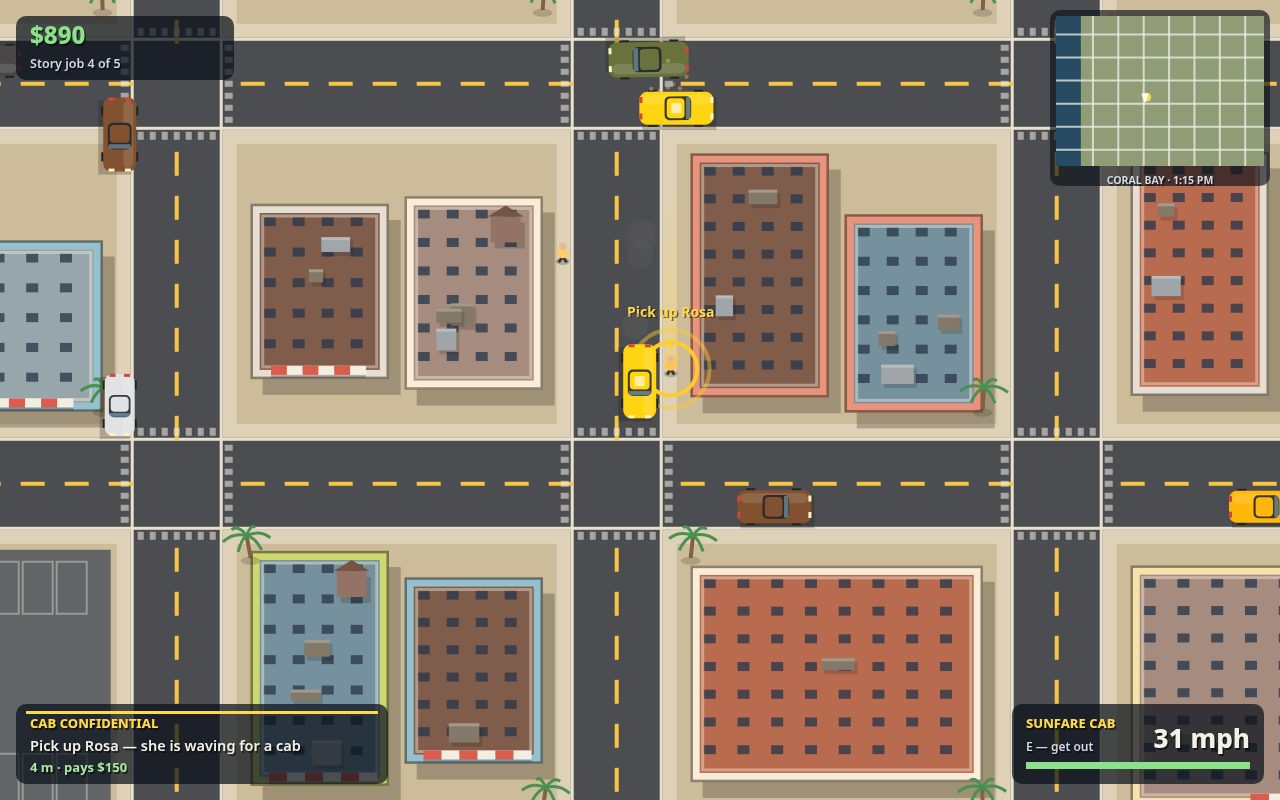 $890
Story job 4 of 5
CORAL BAY · 1:15 PM
Pick up Rosa
CAB CONFIDENTIAL
Pick up Rosa — she is waving for a cab
4 m · pays $150
SUNFARE CAB
E — get out
31 mph